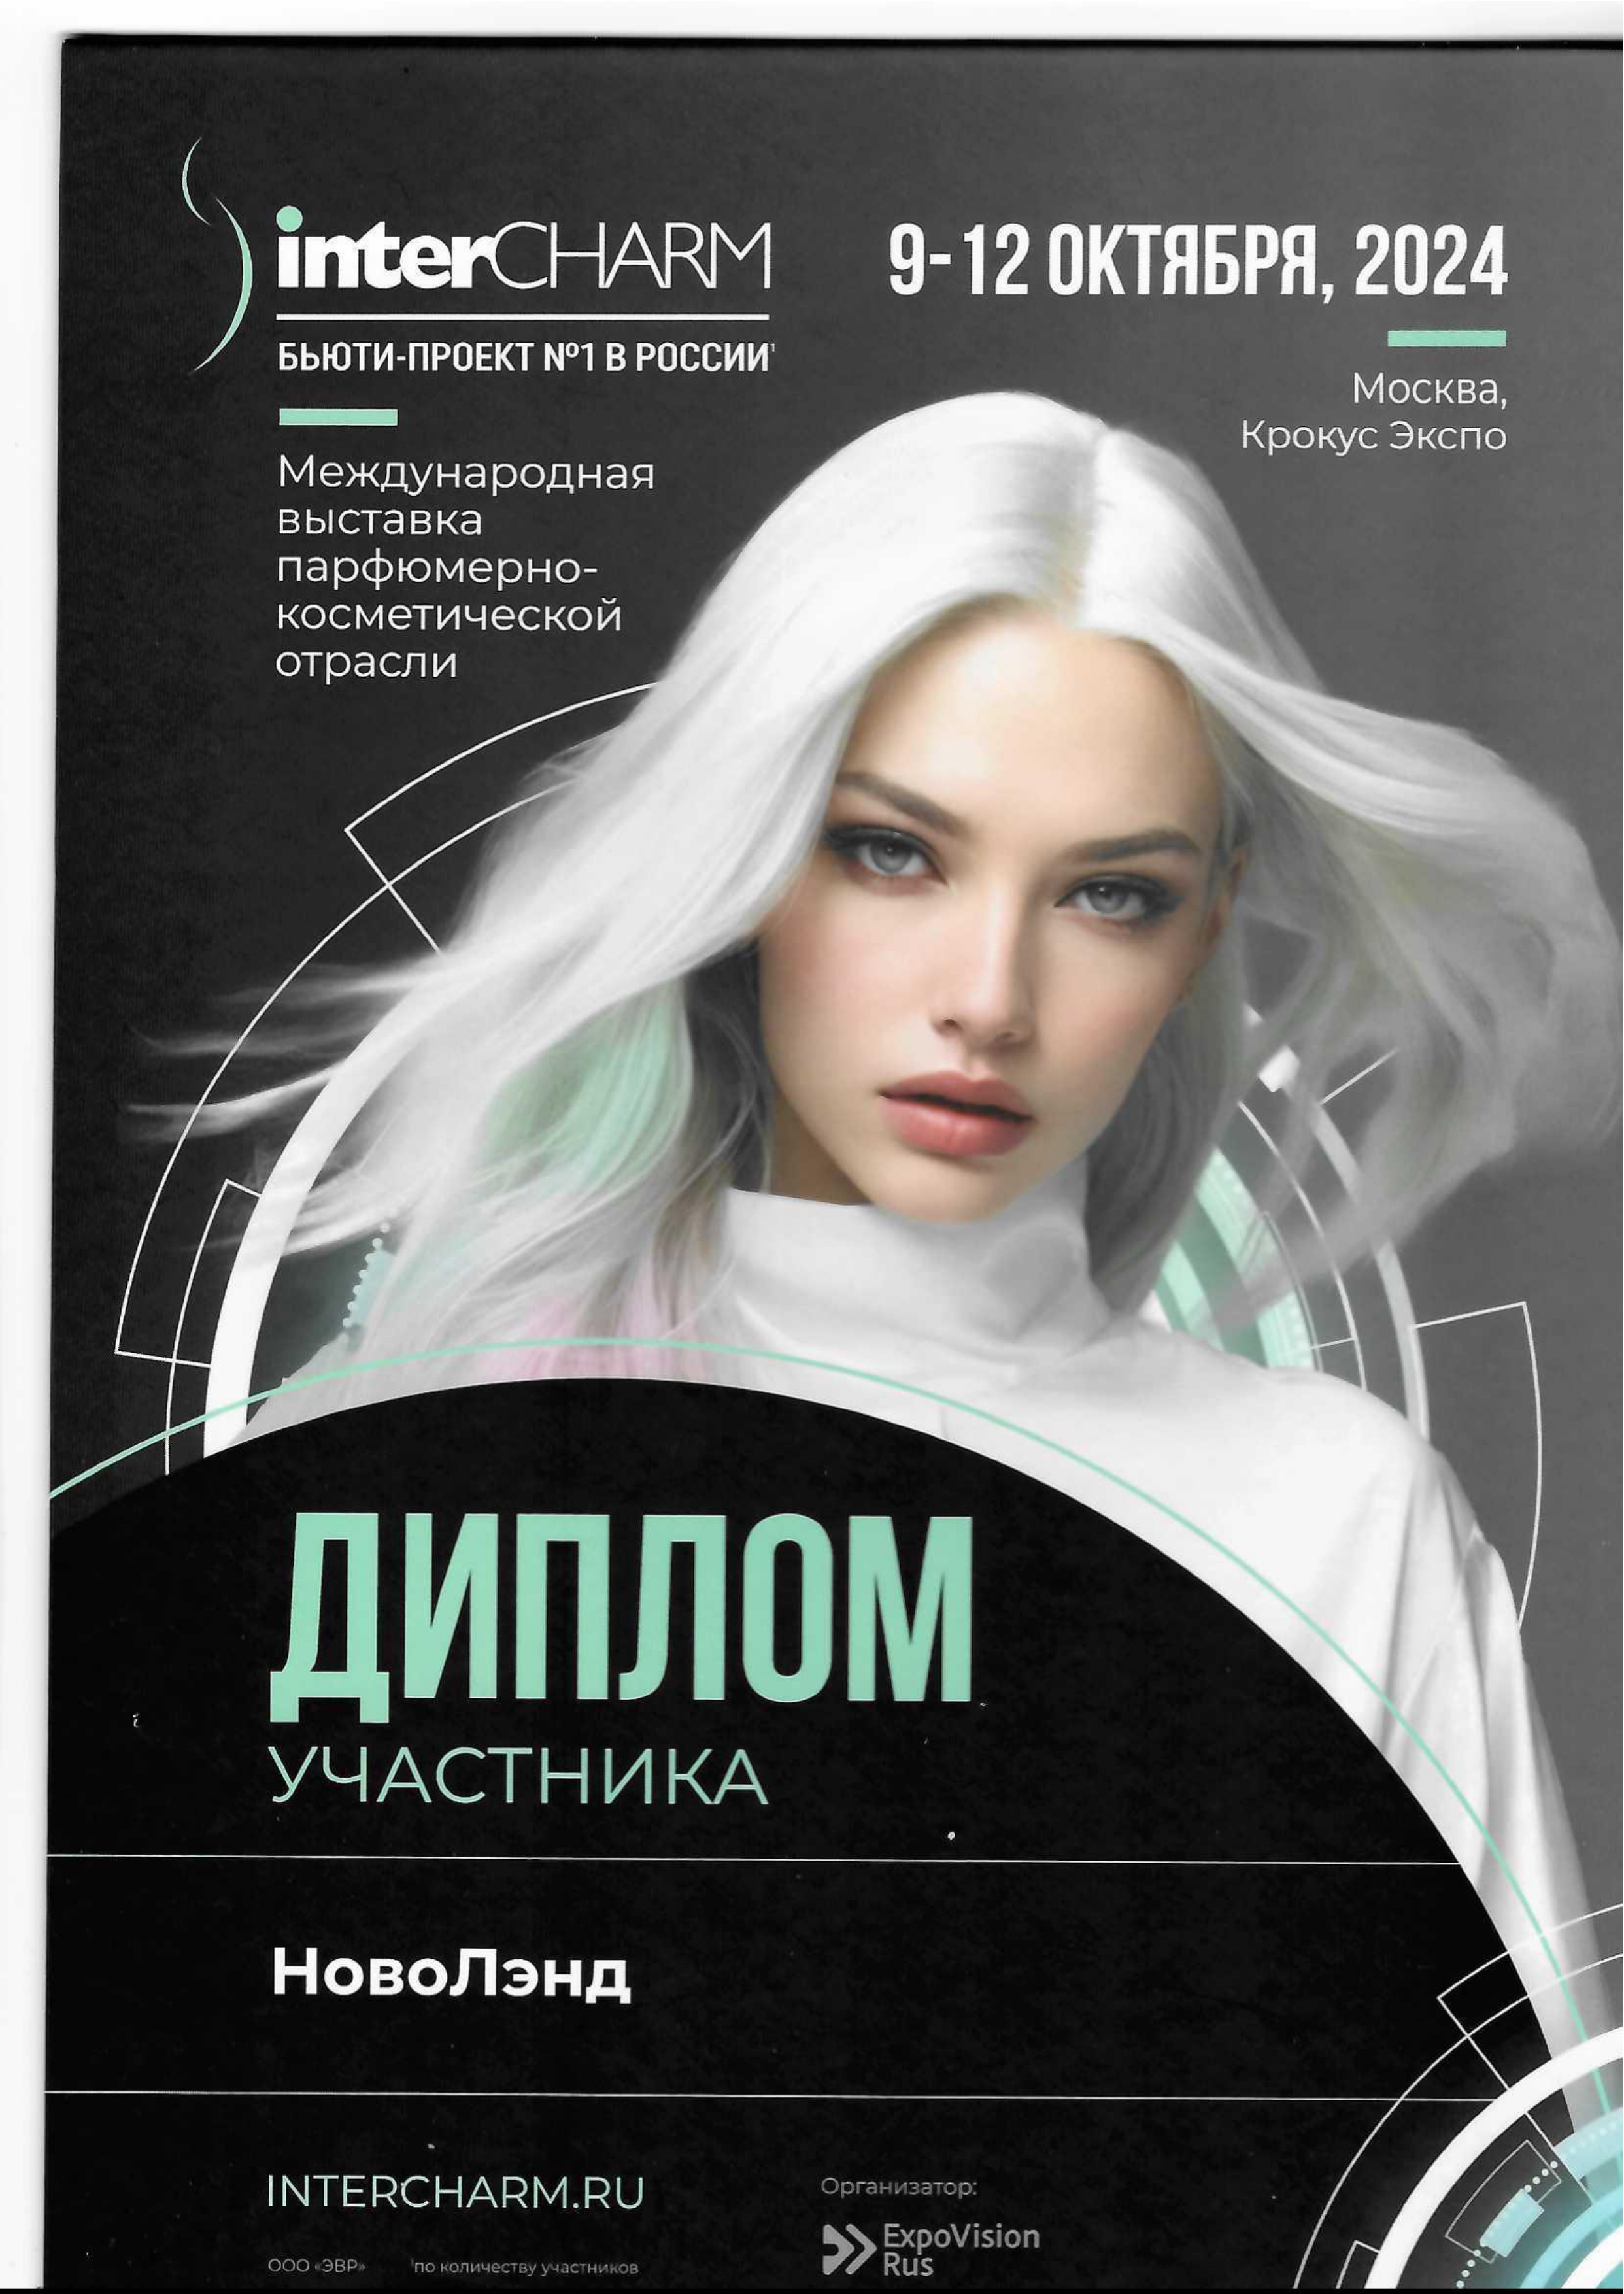 interCHARM
БЬЮТИ-ПРОЕКТ №1 В РОССИИ¹
Международная
выставка
парфюмерно-
косметической
отрасли
9-12 ОКТЯБРЯ, 2024
Москва,
Крокус Экспо
ДИПЛОМ
УЧАСТНИКА
НовоЛэнд
INTERCHARM.RU
ООО «ЭВР» ¹по количеству участников
Организатор:
ExpoVision
Rus